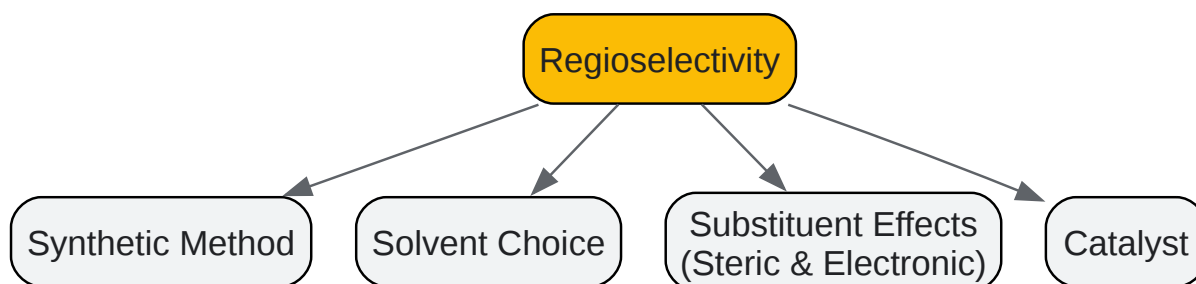 Regioselectivity
Synthetic Method
Solvent Choice
Substituent Effects
(Steric & Electronic)
Catalyst